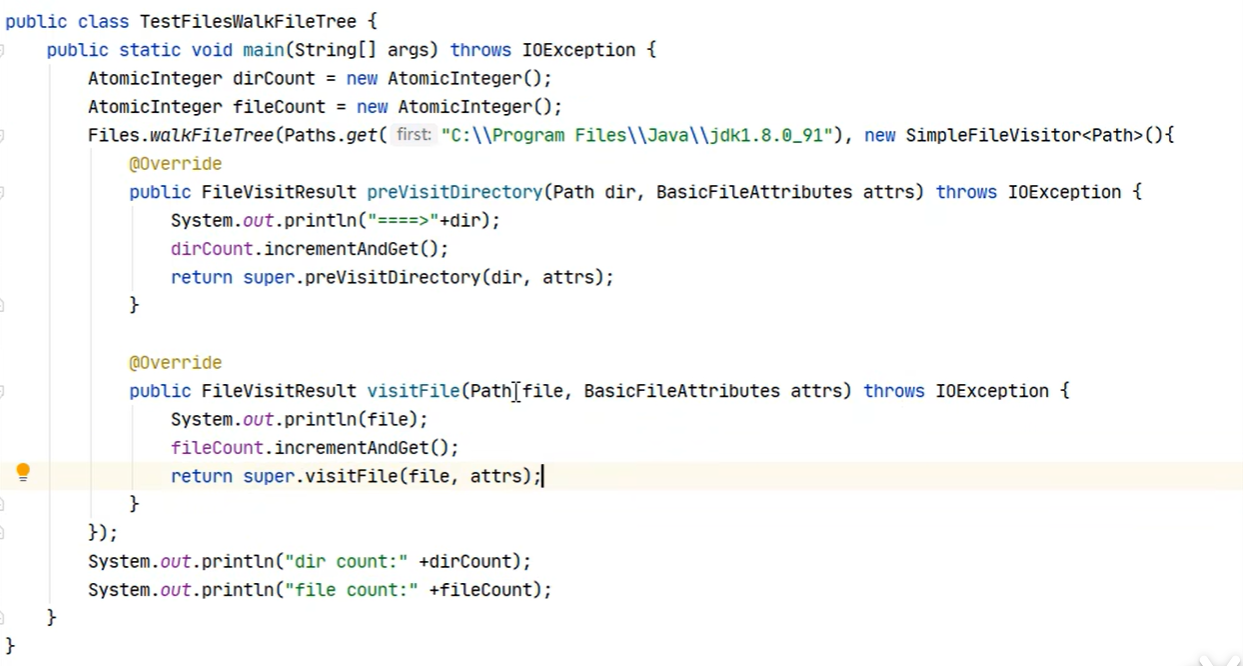 public class TestFilesWalkFileTree {
    public static void main(String[] args) throws IOException {
        AtomicInteger dirCount = new AtomicInteger();
        AtomicInteger fileCount = new AtomicInteger();
        Files.walkFileTree(Paths.get( first: "C:\\Program Files\\Java\\jdk1.8.0_91"), new SimpleFileVisitor<Path>(){
            @Override
            public FileVisitResult preVisitDirectory(Path dir, BasicFileAttributes attrs) throws IOException {
                System.out.println("====>"+dir);
                dirCount.incrementAndGet();
                return super.preVisitDirectory(dir, attrs);
            }
            @Override
            public FileVisitResult visitFile(Path file, BasicFileAttributes attrs) throws IOException {
                System.out.println(file);
                fileCount.incrementAndGet();
                return super.visitFile(file, attrs);
            }
        });
        System.out.println("dir count:" +dirCount);
        System.out.println("file count:" +fileCount);
    }
}